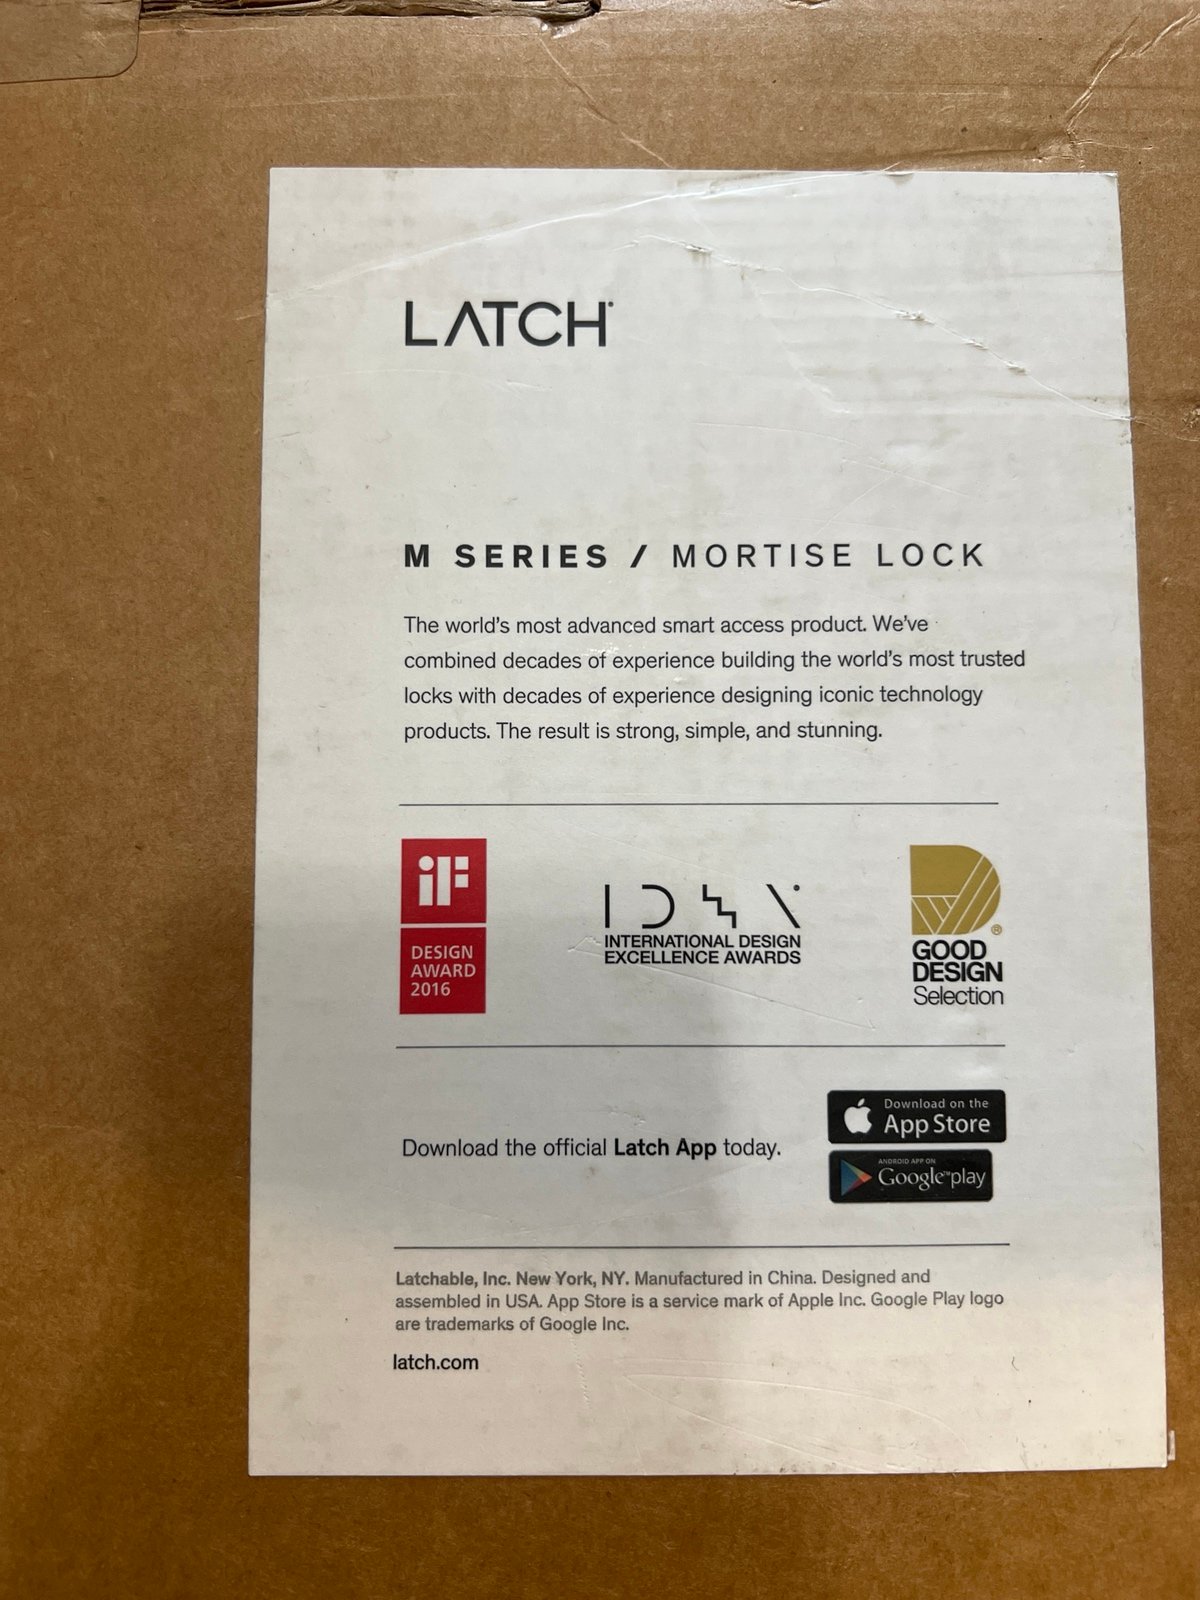 LATCH
M SERIES / MORTISE LOCK
The world's most advanced smart access product. We've
combined decades of experience building the world's most trusted
locks with decades of experience designing iconic technology
products. The result is strong, simple, and stunning.
iF
DESIGN
AWARD
2016
IDEA
INTERNATIONAL DESIGN
EXCELLENCE AWARDS
®
GOOD
DESIGN
Selection
Download the official Latch App today.
Download on the
App Store
ANDROID APP ON
Google™play
Latchable, Inc. New York, NY. Manufactured in China. Designed and
assembled in USA. App Store is a service mark of Apple Inc. Google Play logo
are trademarks of Google Inc.
latch.com